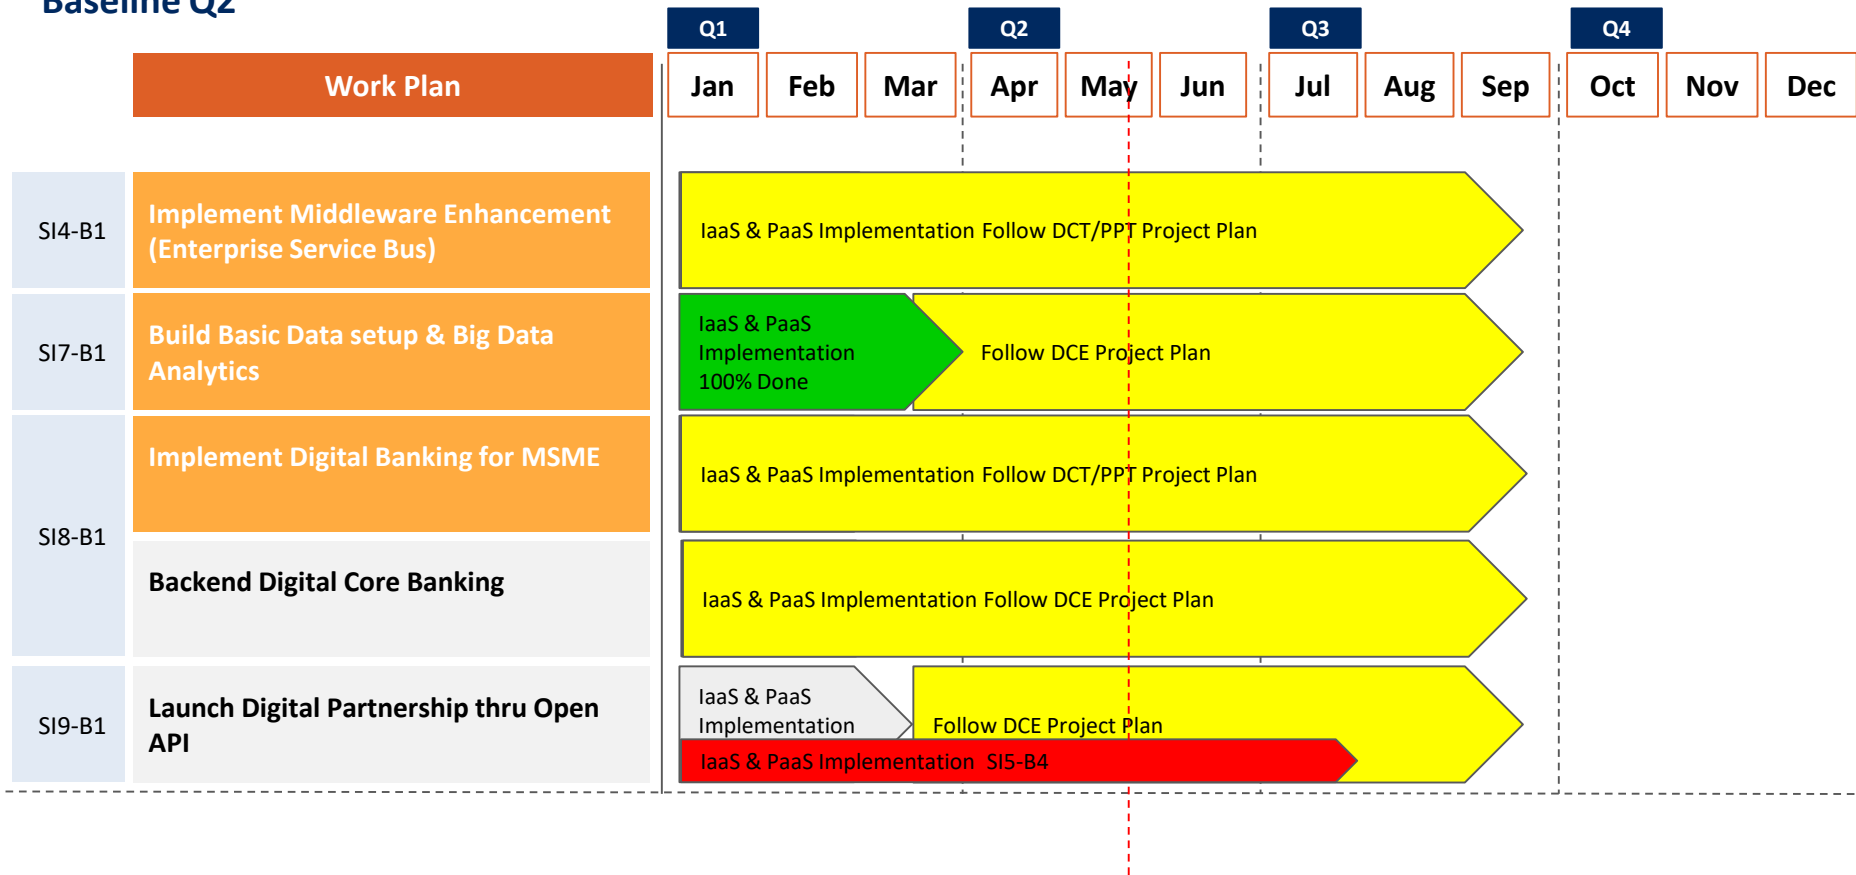 Baseline Q2
Q1
Q2
Q3
Q4
Work Plan
Jan
Feb
Mar
Apr
May
Jun
Jul
Aug
Sep
Oct
Nov
Dec
SI4-B1
Implement Middleware Enhancement
(Enterprise Service Bus)
IaaS & PaaS Implementation Follow DCT/PPT Project Plan
SI7-B1
Build Basic Data setup & Big Data
Analytics
IaaS & PaaS
Implementation
100% Done
Follow DCE Project Plan
SI8-B1
Implement Digital Banking for MSME
IaaS & PaaS Implementation Follow DCT/PPT Project Plan
Backend Digital Core Banking
IaaS & PaaS Implementation Follow DCE Project Plan
SI9-B1
Launch Digital Partnership thru Open
API
IaaS & PaaS
Implementation
Follow DCE Project Plan
IaaS & PaaS Implementation SI5-B4